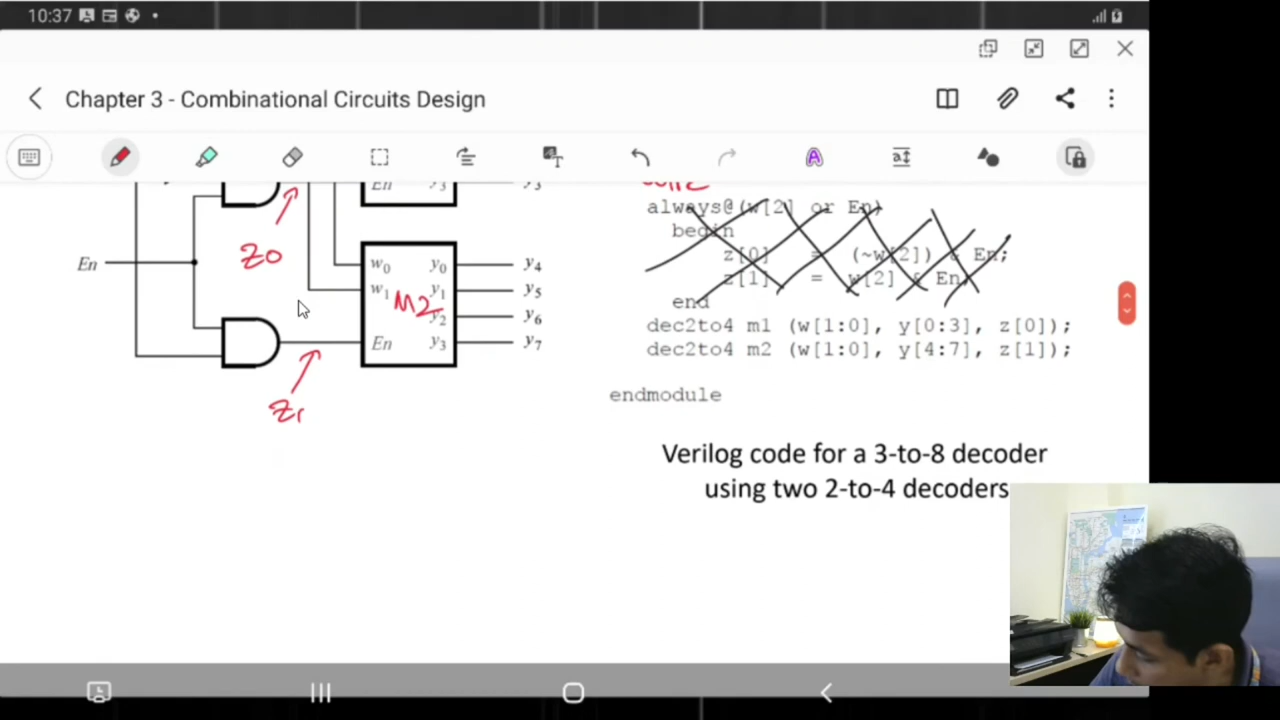 10:37
Chapter 3 - Combinational Circuits Design
En y3 y3
always@(w[2] or En)
begin
z[0] = (~w[2]) & En;
z[1] = w[2] & En;
end
dec2to4 m1 (w[1:0], y[0:3], z[0]);
dec2to4 m2 (w[1:0], y[4:7], z[1]);
endmodule
Z0
En
w0 y0 y4
w1 y1 y5
M2
y2 y6
En y3 y7
Z1
Verilog code for a 3-to-8 decoder
using two 2-to-4 decoders